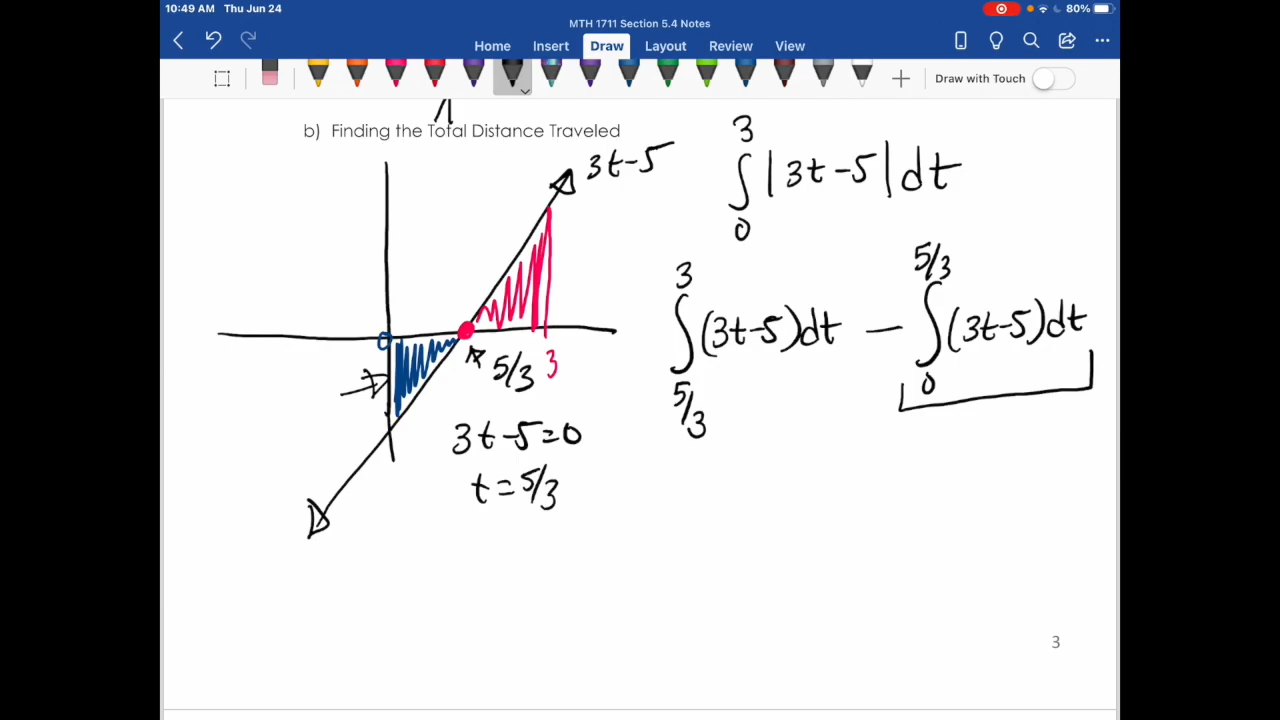 10:49 AM Thu Jun 24
80%
MTH 1711 Section 5.4 Notes
Home Insert Draw Layout Review View
Draw with Touch
b) Finding the Total Distance Traveled
3t-5
3
∫ |3t-5| dt
0
3
∫ (3t-5)dt
5/3
—
5/3
∫ (3t-5)dt
0
0
5/3
3
3t-5=0
t=5/3
3